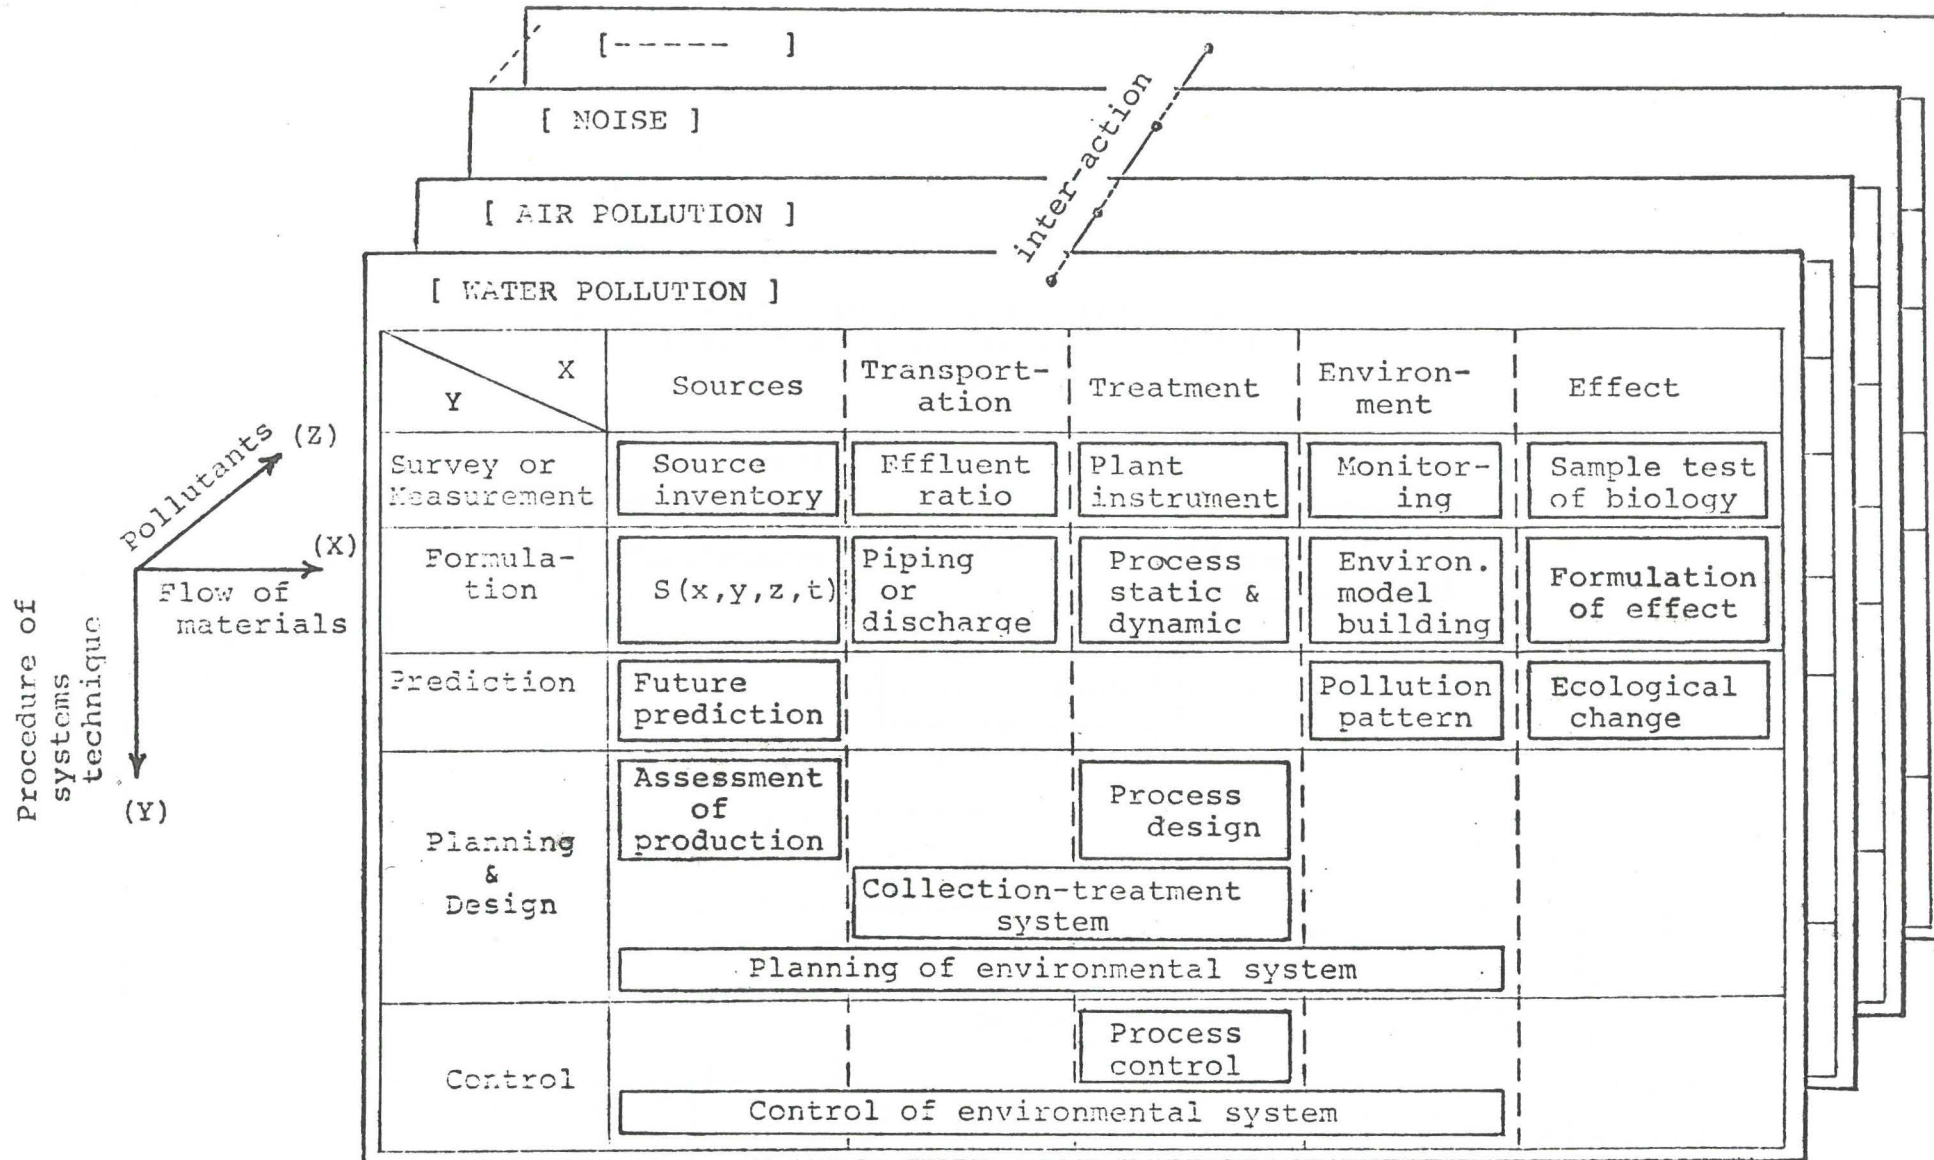 [----- ]
[ NOISE ]
[ AIR POLLUTION ]
[ WATER POLLUTION ]
inter-action
X
Y
Sources
Transport-
ation
Treatment
Environ-
ment
Effect
Survey or
Measurement
Source
inventory
Effluent
ratio
Plant
instrument
Monitor-
ing
Sample test
of biology
Formula-
tion
S(x,y,z,t)
Piping
or
discharge
Process
static &
dynamic
Environ.
model
building
Formulation
of effect
Prediction
Future
prediction
Pollution
pattern
Ecological
change
Planning
&
Design
Assessment
of
production
Process
design
Collection-treatment
system
Planning of environmental system
Control
Process
control
Control of environmental system
Pollutants (Z)
(X)
Flow of
materials
Procedure of
systems
technique
(Y)